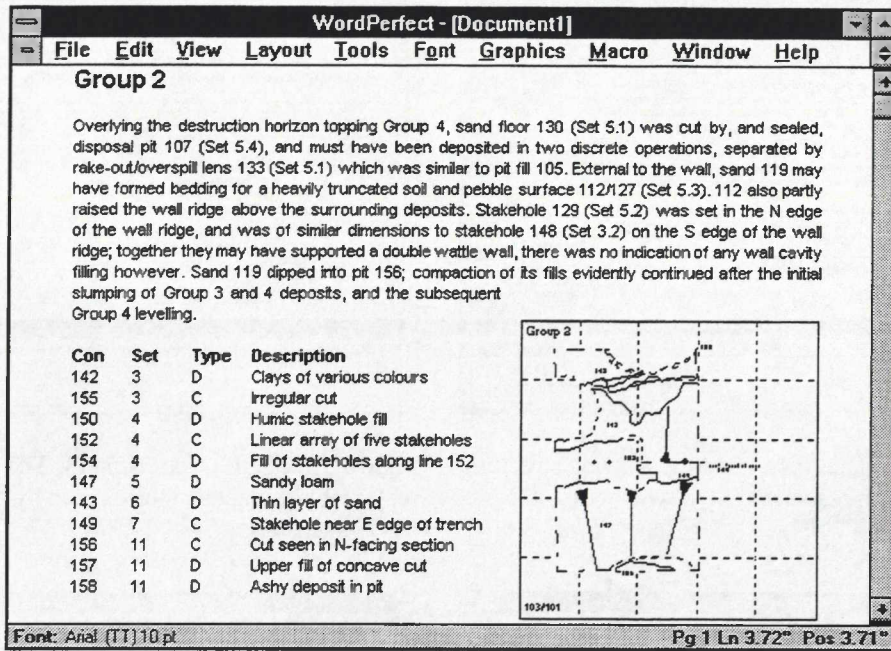 WordPerfect - [Document1]
File Edit View Layout Tools Font Graphics Macro Window Help
Group 2
Overlying the destruction horizon topping Group 4, sand floor 130 (Set 5.1) was cut by, and sealed,
disposal pit 107 (Set 5.4), and must have been deposited in two discrete operations, separated by
rake-out/overspill lens 133 (Set 5.1) which was similar to pit fill 105. External to the wall, sand 119 may
have formed bedding for a heavily truncated soil and pebble surface 112/127 (Set 5.3). 112 also partly
raised the wall ridge above the surrounding deposits. Stakehole 129 (Set 5.2) was set in the N edge
of the wall ridge, and was of similar dimensions to stakehole 148 (Set 3.2) on the S edge of the wall
ridge; together they may have supported a double wattle wall, there was no indication of any wall cavity
filling however. Sand 119 dipped into pit 156; compaction of its fills evidently continued after the initial
slumping of Group 3 and 4 deposits, and the subsequent
Group 4 levelling.
Con Set Type Description
142 3 D Clays of various colours
155 3 C Irregular cut
150 4 D Humic stakehole fill
152 4 C Linear array of five stakeholes
154 4 D Fill of stakeholes along line 152
147 5 D Sandy loam
143 6 D Thin layer of sand
149 7 C Stakehole near E edge of trench
156 11 C Cut seen in N-facing section
157 11 D Upper fill of concave cut
158 11 D Ashy deposit in pit
Group 2
142
147
103/101
Font: Arial (TT) 10 pt Pg 1 Ln 3.72" Pos 3.71"